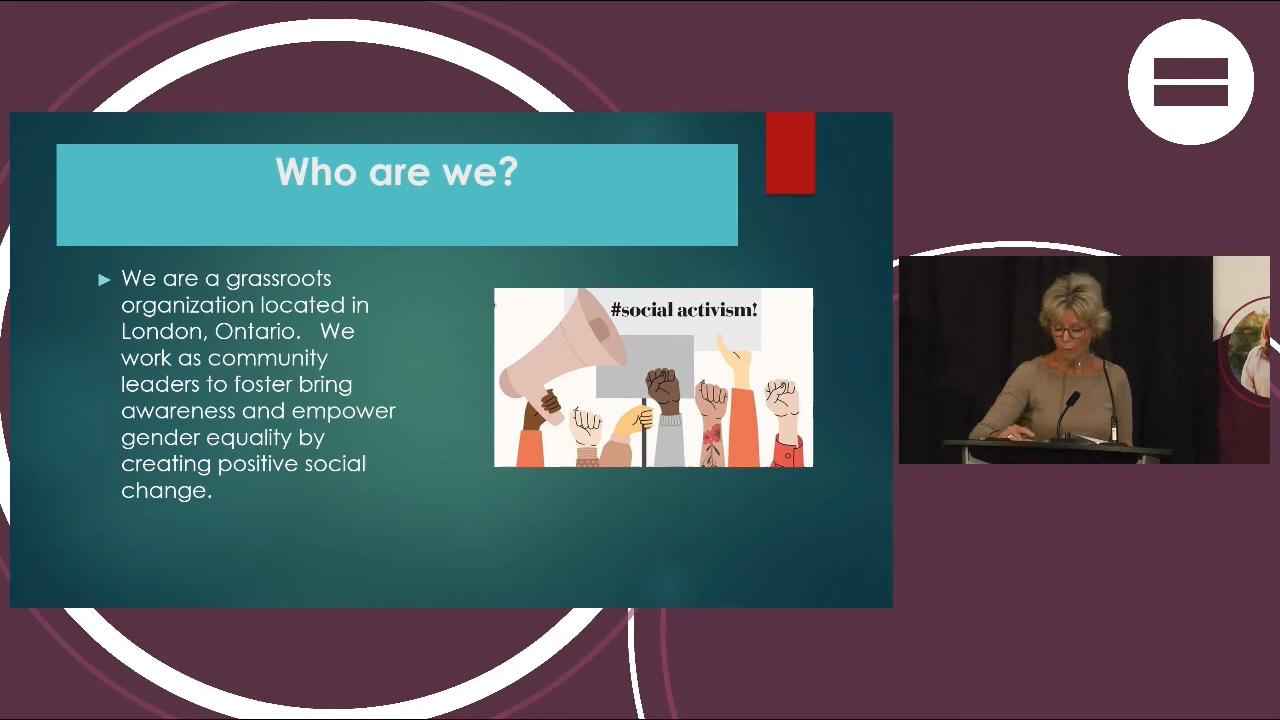 Who are we?
We are a grassroots
organization located in
London, Ontario.   We
work as community
leaders to foster bring
awareness and empower
gender equality by
creating positive social
change.
#social activism!